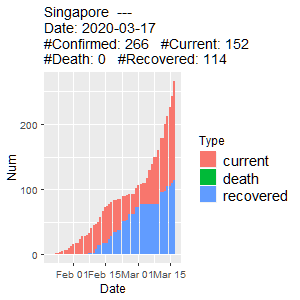 Singapore  ---
Date: 2020-03-17
#Confirmed: 266   #Current: 152
#Death: 0   #Recovered: 114
Num
200
100
0
Feb 01
Feb 15
Mar 01
Mar 15
Date
Type
current
death
recovered